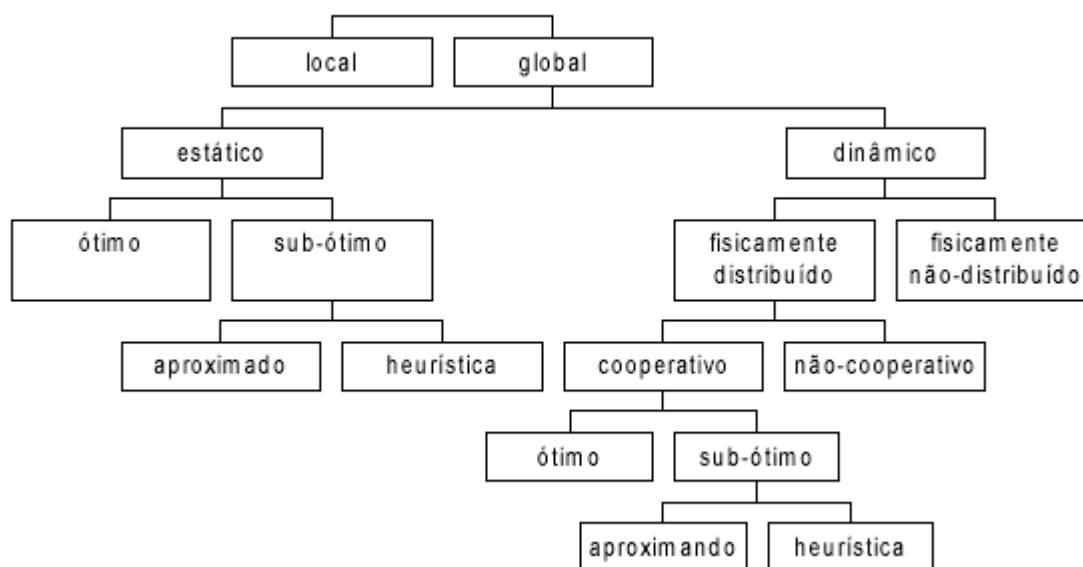 local
global
estático
dinâmico
ótimo
sub-ótimo
fisicamente
distribuído
fisicamente
não-distribuído
aproximado
heurística
cooperativo
não-cooperativo
ótimo
sub-ótimo
aproximando
heurística